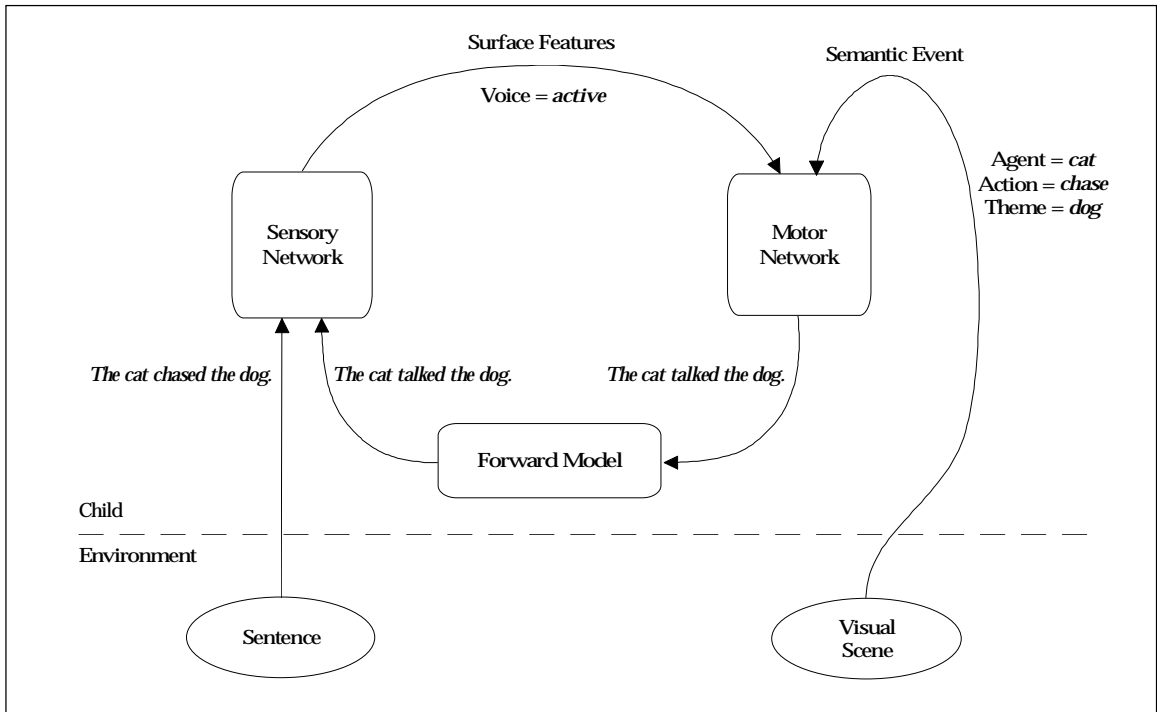 Surface Features
Semantic Event
Voice = active
Agent = cat
Action = chase
Theme = dog
Sensory
Network
Motor
Network
The cat chased the dog.
The cat talked the dog.
The cat talked the dog.
Forward Model
Child
Environment
Sentence
Visual
Scene